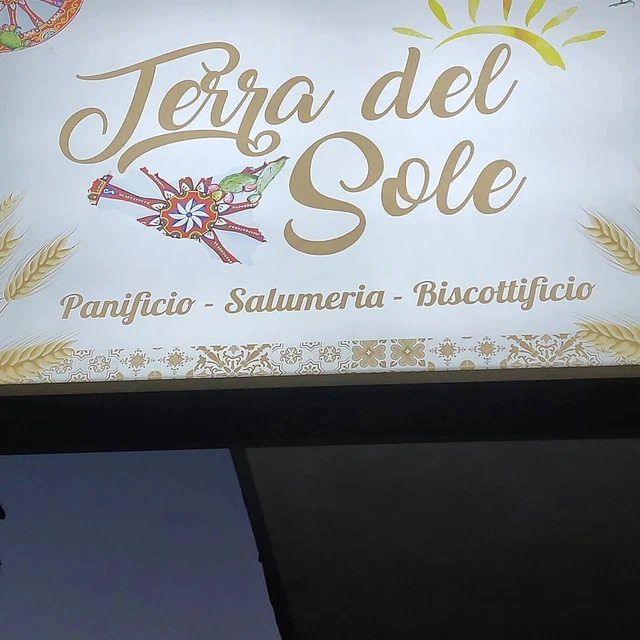 Terra del
Sole
Panificio - Salumeria - Biscottificio